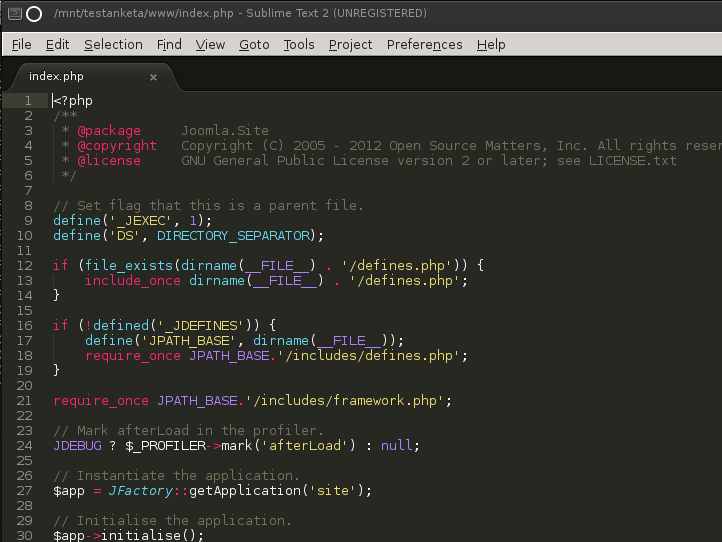 /mnt/testanketa/www/index.php - Sublime Text 2 (UNREGISTERED)
File Edit Selection Find View Goto Tools Project Preferences Help
index.php ×
1 <?php
2 /**
3  * @package     Joomla.Site
4  * @copyright   Copyright (C) 2005 - 2012 Open Source Matters, Inc. All rights reser
5  * @license     GNU General Public License version 2 or later; see LICENSE.txt
6  */
7
8 // Set flag that this is a parent file.
9 define('_JEXEC', 1);
10 define('DS', DIRECTORY_SEPARATOR);
11
12 if (file_exists(dirname(__FILE__) . '/defines.php')) {
13     include_once dirname(__FILE__) . '/defines.php';
14 }
15
16 if (!defined('_JDEFINES')) {
17     define('JPATH_BASE', dirname(__FILE__));
18     require_once JPATH_BASE.'/includes/defines.php';
19 }
20
21 require_once JPATH_BASE.'/includes/framework.php';
22
23 // Mark afterLoad in the profiler.
24 JDEBUG ? $_PROFILER->mark('afterLoad') : null;
25
26 // Instantiate the application.
27 $app = JFactory::getApplication('site');
28
29 // Initialise the application.
30 $app->initialise();